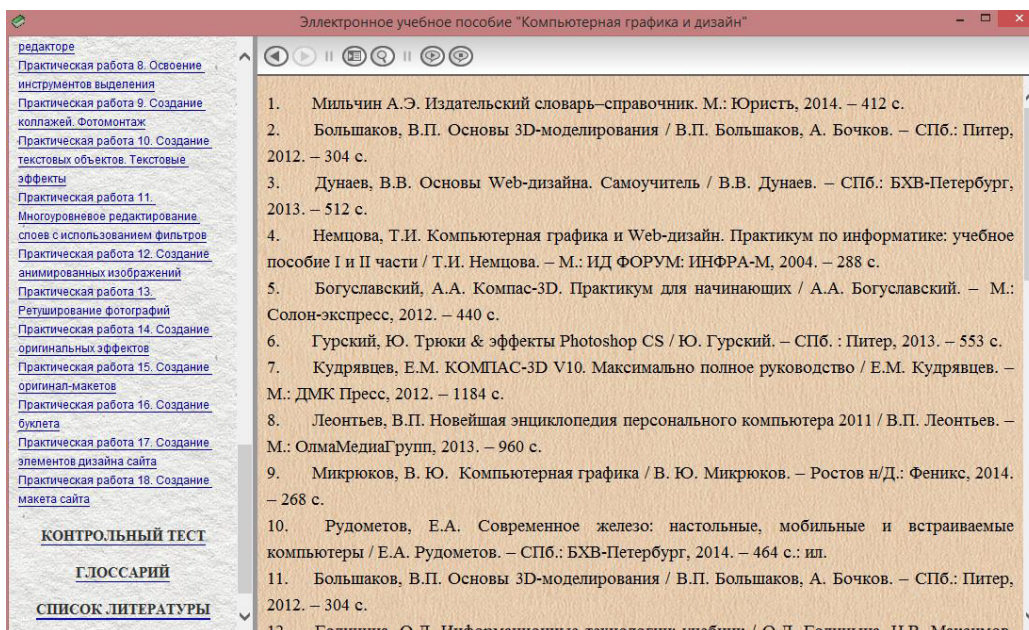 Эллектронное учебное пособие "Компьютерная графика и дизайн"
редакторе
Практическая работа 8. Освоение
инструментов выделения
Практическая работа 9. Создание
коллажей. Фотомонтаж
Практическая работа 10. Создание
текстовых объектов. Текстовые
эффекты
Практическая работа 11.
Многоуровневое редактирование
слоев с использованием фильтров
Практическая работа 12. Создание
анимированных изображений
Практическая работа 13.
Ретуширование фотографий
Практическая работа 14. Создание
оригинальных эффектов
Практическая работа 15. Создание
оригинал-макетов
Практическая работа 16. Создание
буклета
Практическая работа 17. Создание
элементов дизайна сайта
Практическая работа 18. Создание
макета сайта
КОНТРОЛЬНЫЙ ТЕСТ
ГЛОССАРИЙ
СПИСОК ЛИТЕРАТУРЫ
1. Мильчин А.Э. Издательский словарь–справочник. М.: Юристъ, 2014. – 412 с.
2. Большаков, В.П. Основы 3D-моделирования / В.П. Большаков, А. Бочков. – СПб.: Питер,
2012. – 304 с.
3. Дунаев, В.В. Основы Web-дизайна. Самоучитель / В.В. Дунаев. – СПб.: БХВ-Петербург,
2013. – 512 с.
4. Немцова, Т.И. Компьютерная графика и Web-дизайн. Практикум по информатике: учебное
пособие I и II части / Т.И. Немцова. – М.: ИД ФОРУМ: ИНФРА-М, 2004. – 288 с.
5. Богуславский, А.А. Компас-3D. Практикум для начинающих / А.А. Богуславский. – М.:
Солон-экспресс, 2012. – 440 с.
6. Гурский, Ю. Трюки & эффекты Photoshop CS / Ю. Гурский. – СПб. : Питер, 2013. – 553 с.
7. Кудрявцев, Е.М. КОМПАС-3D V10. Максимально полное руководство / Е.М. Кудрявцев. –
М.: ДМК Пресс, 2012. – 1184 с.
8. Леонтьев, В.П. Новейшая энциклопедия персонального компьютера 2011 / В.П. Леонтьев. –
М.: ОлмаМедиаГрупп, 2013. – 960 с.
9. Микрюков, В. Ю. Компьютерная графика / В. Ю. Микрюков. – Ростов н/Д.: Феникс, 2014.
– 268 с.
10. Рудометов, Е.А. Современное железо: настольные, мобильные и встраиваемые
компьютеры / Е.А. Рудометов. – СПб.: БХВ-Петербург, 2014. – 464 с.: ил.
11. Большаков, В.П. Основы 3D-моделирования / В.П. Большаков, А. Бочков. – СПб.: Питер,
2012. – 304 с.